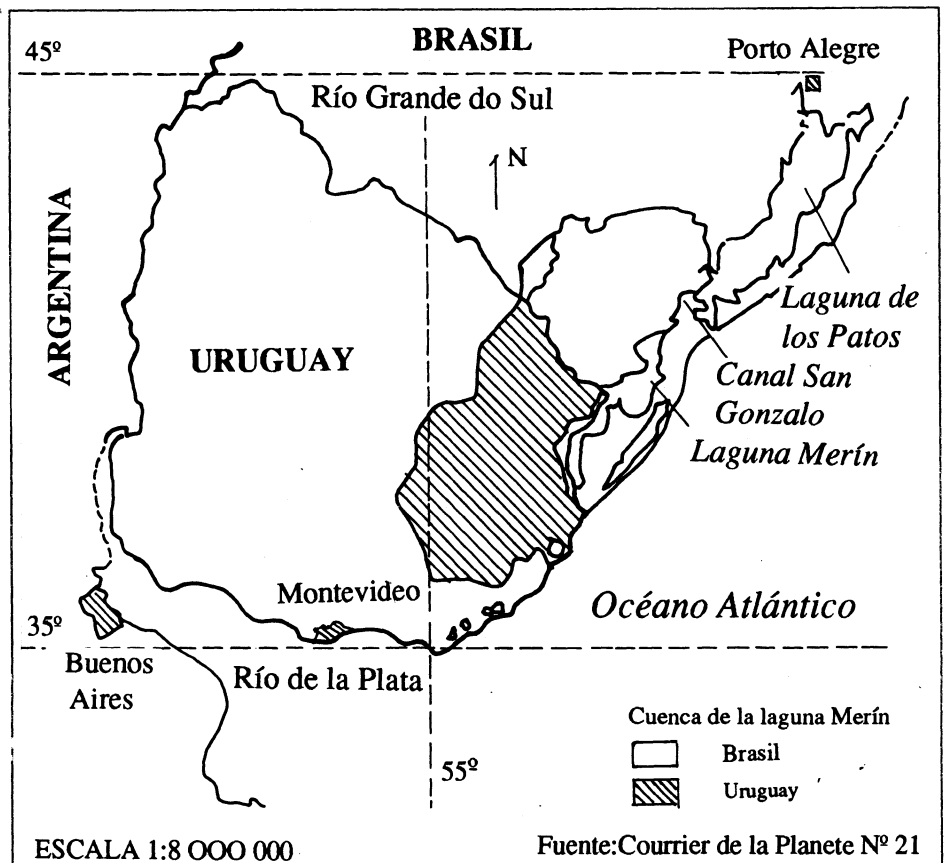 BRASIL
45º
Porto Alegre
Río Grande do Sul
N
ARGENTINA
URUGUAY
Laguna de
los Patos
Canal San
Gonzalo
Laguna Merín
Montevideo
Océano Atlántico
35º
Buenos
Aires
Río de la Plata
55º
Cuenca de la laguna Merín
Brasil
Uruguay
ESCALA 1:8 OOO 000
Fuente:Courrier de la Planete Nº 21